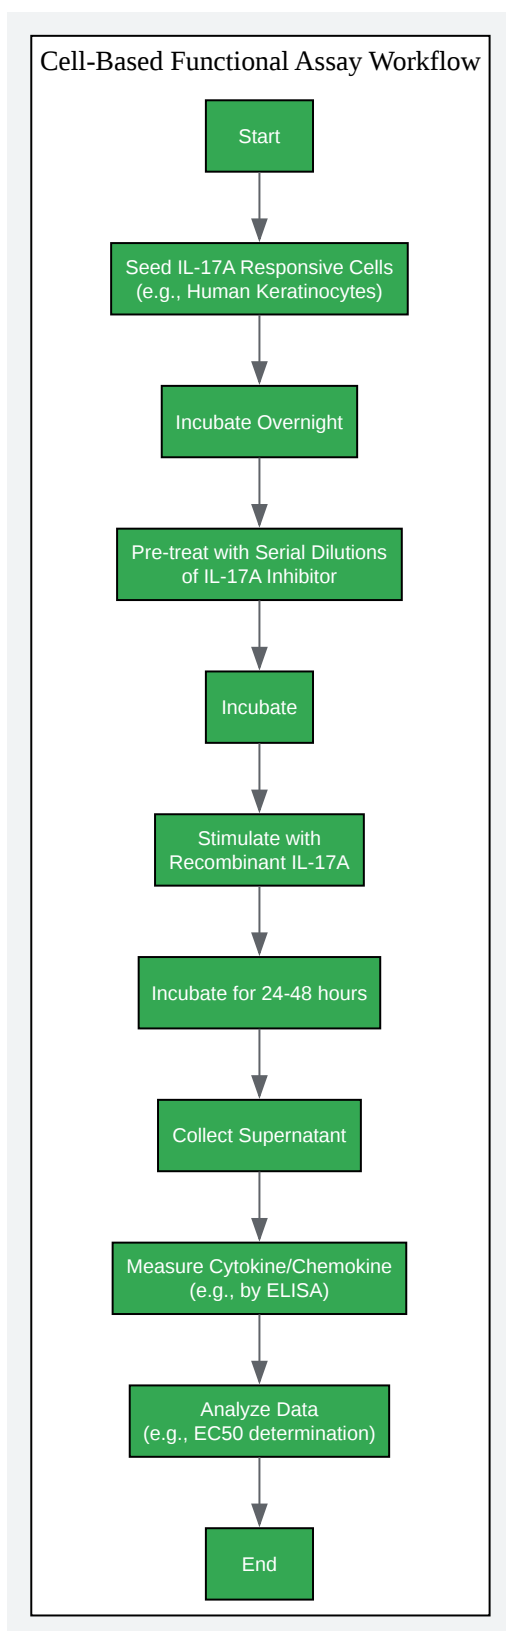 Cell-Based Functional Assay Workflow
Start
Seed IL-17A Responsive Cells
(e.g., Human Keratinocytes)
Incubate Overnight
Pre-treat with Serial Dilutions
of IL-17A Inhibitor
Incubate
Stimulate with
Recombinant IL-17A
Incubate for 24-48 hours
Collect Supernatant
Measure Cytokine/Chemokine
(e.g., by ELISA)
Analyze Data
(e.g., EC50 determination)
End